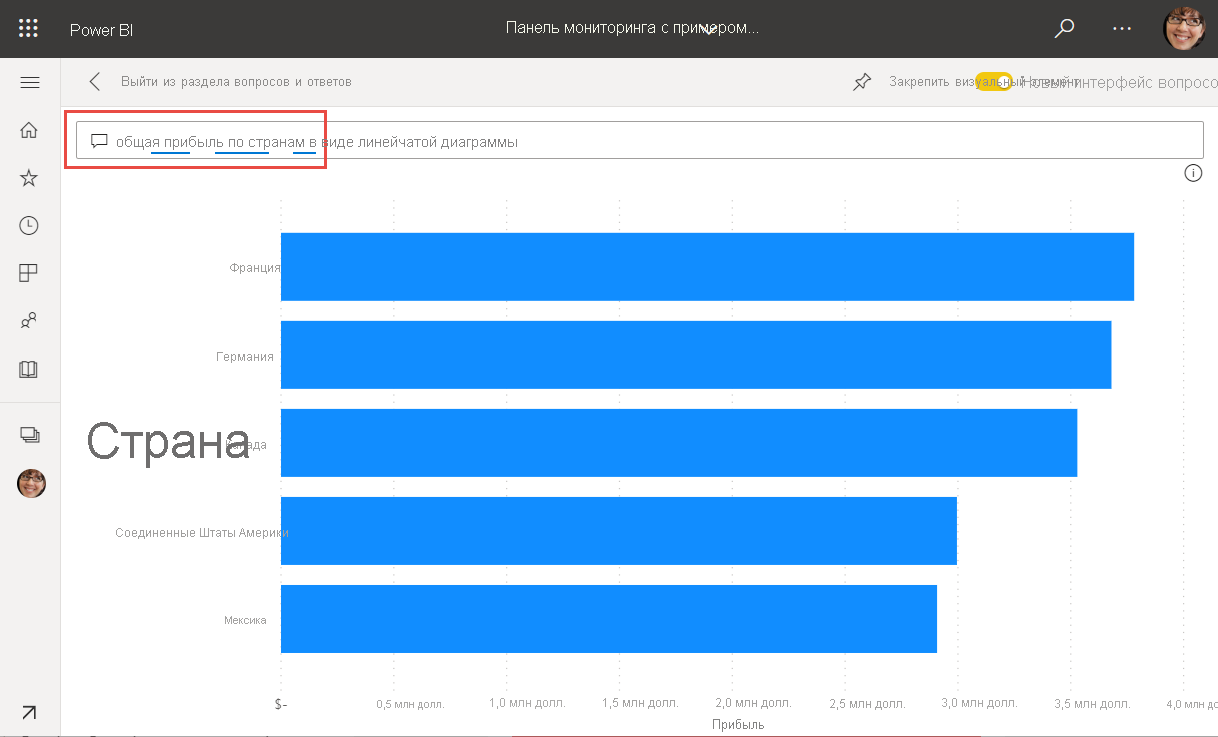 Power BI
Панель мониторинга с примером...
Выйти из раздела вопросов и ответов
Закрепить визуальный элемент
Новый интерфейс вопросо
общая прибыль по странам в виде линейчатой диаграммы
Франция
Германия
Страна
Канада
Соединенные Штаты Америки
Мексика
$-
0,5 млн долл.
1,0 млн долл.
1,5 млн долл.
2,0 млн долл.
2,5 млн долл.
3,0 млн долл.
3,5 млн долл.
4,0 млн до
Прибыль